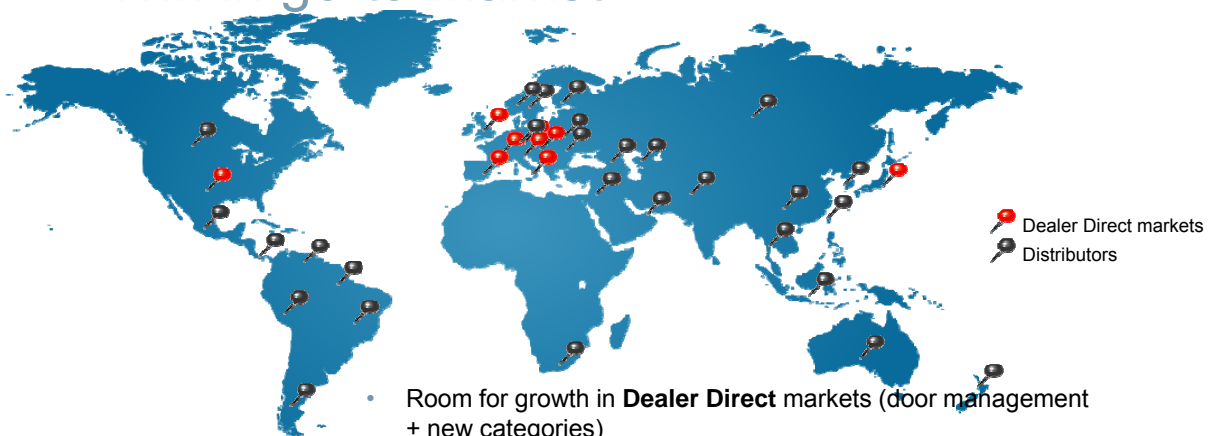 Dealer Direct markets
Distributors
• Room for growth in Dealer Direct markets (door management
+ new categories)